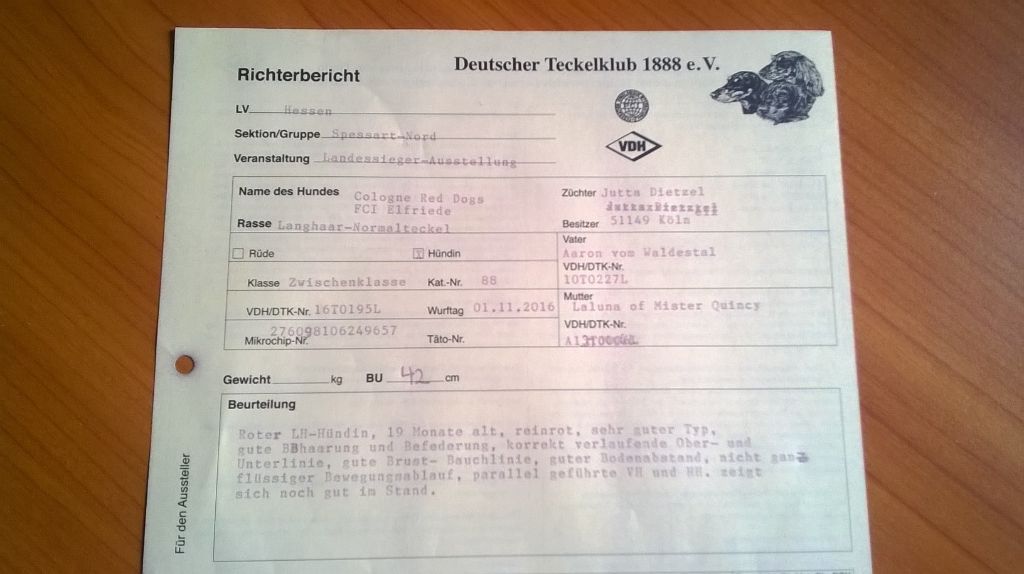 Richterbericht
Deutscher Teckelklub 1888 e.V.
LV Hessen
Sektion/Gruppe Spessart-Nord
VDH
Veranstaltung Landessieger-Ausstellung
Name des Hundes Cologne Red Dogs
FCI Elfriede
Rasse Langhaar-Normalteckel
Züchter Jutta Dietzel
Besitzer 51149 Köln
Rüde
Hündin
Vater
Aaron vom Waldestal
VDH/DTK-Nr.
10T0227L
Klasse Zwischenklasse Kat.-Nr. 88
VDH/DTK-Nr. 16T0195L Wurftag 01.11.2016
Mutter
Laluna of Mister Quincy
VDH/DTK-Nr.
276098106249657
Mikrochip-Nr. Täto-Nr.
Gewicht kg BU 42 cm
Beurteilung
Roter LH-Hündin, 19 Monate alt, reinrot, sehr guter Typ,
gute BBhaarung und Befederung, korrekt verlaufende Ober- und
Unterlinie, gute Brust- Bauchlinie, guter Bodenabstand, nicht ganz
flüssiger Bewegungsablauf, parallel geführte VH und HH. zeigt
sich noch gut im Stand.
Für den Aussteller